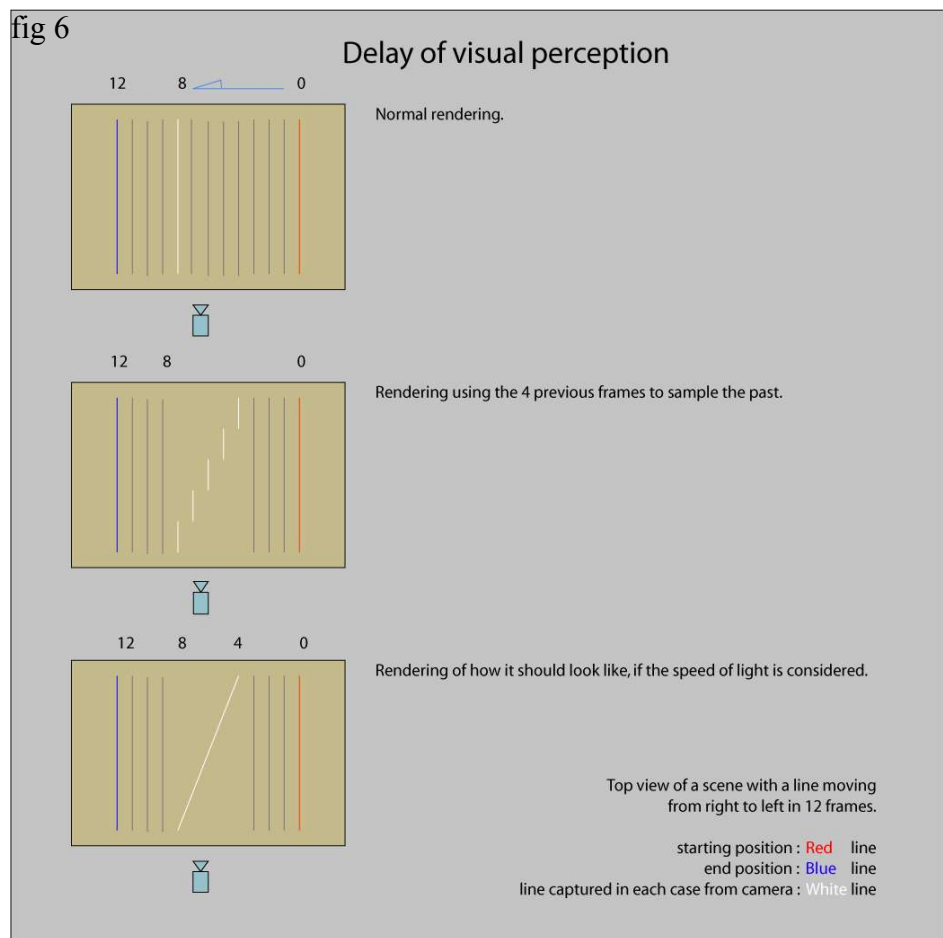 fig 6
Delay of visual perception
12 8 0
Normal rendering.
12 8 0
Rendering using the 4 previous frames to sample the past.
12 8 4 0
Rendering of how it should look like, if the speed of light is considered.
Top view of a scene with a line moving
from right to left in 12 frames.
starting position : Red line
end position : Blue line
line captured in each case from camera : White line